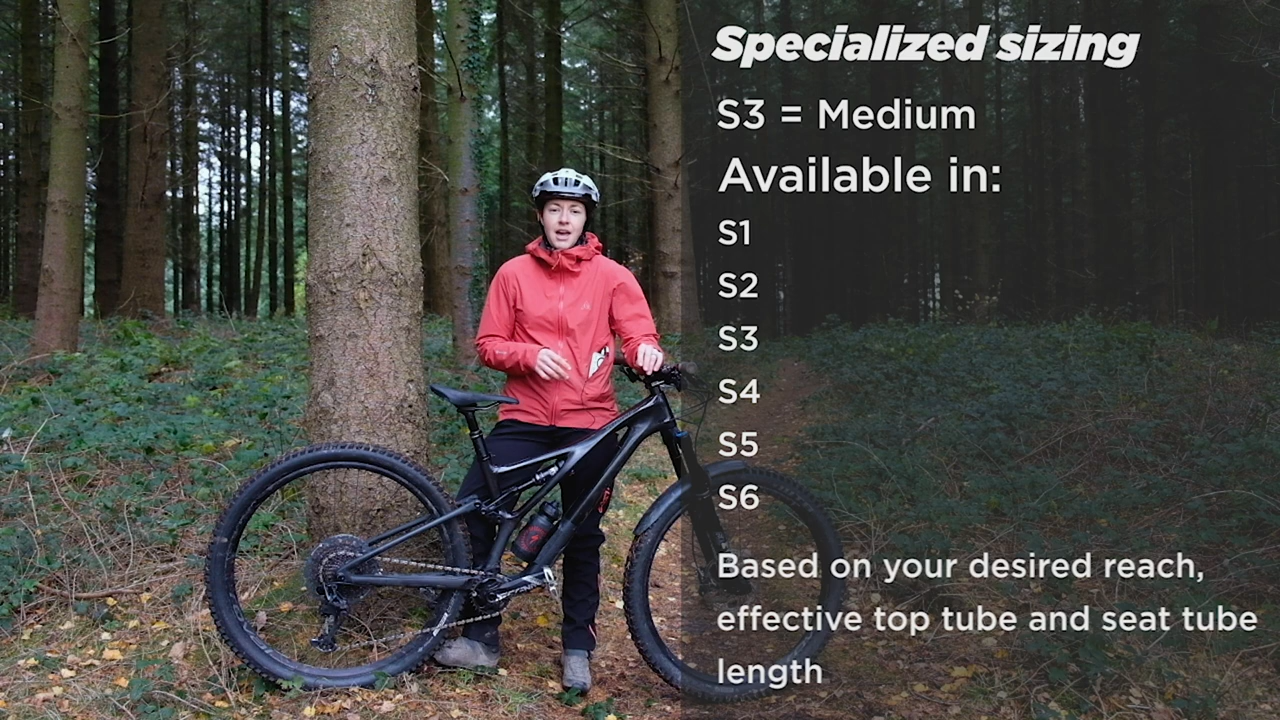 Specialized sizing
S3 = Medium
Available in:
S1
S2
S3
S4
S5
S6
Based on your desired reach,
effective top tube and seat tube
length